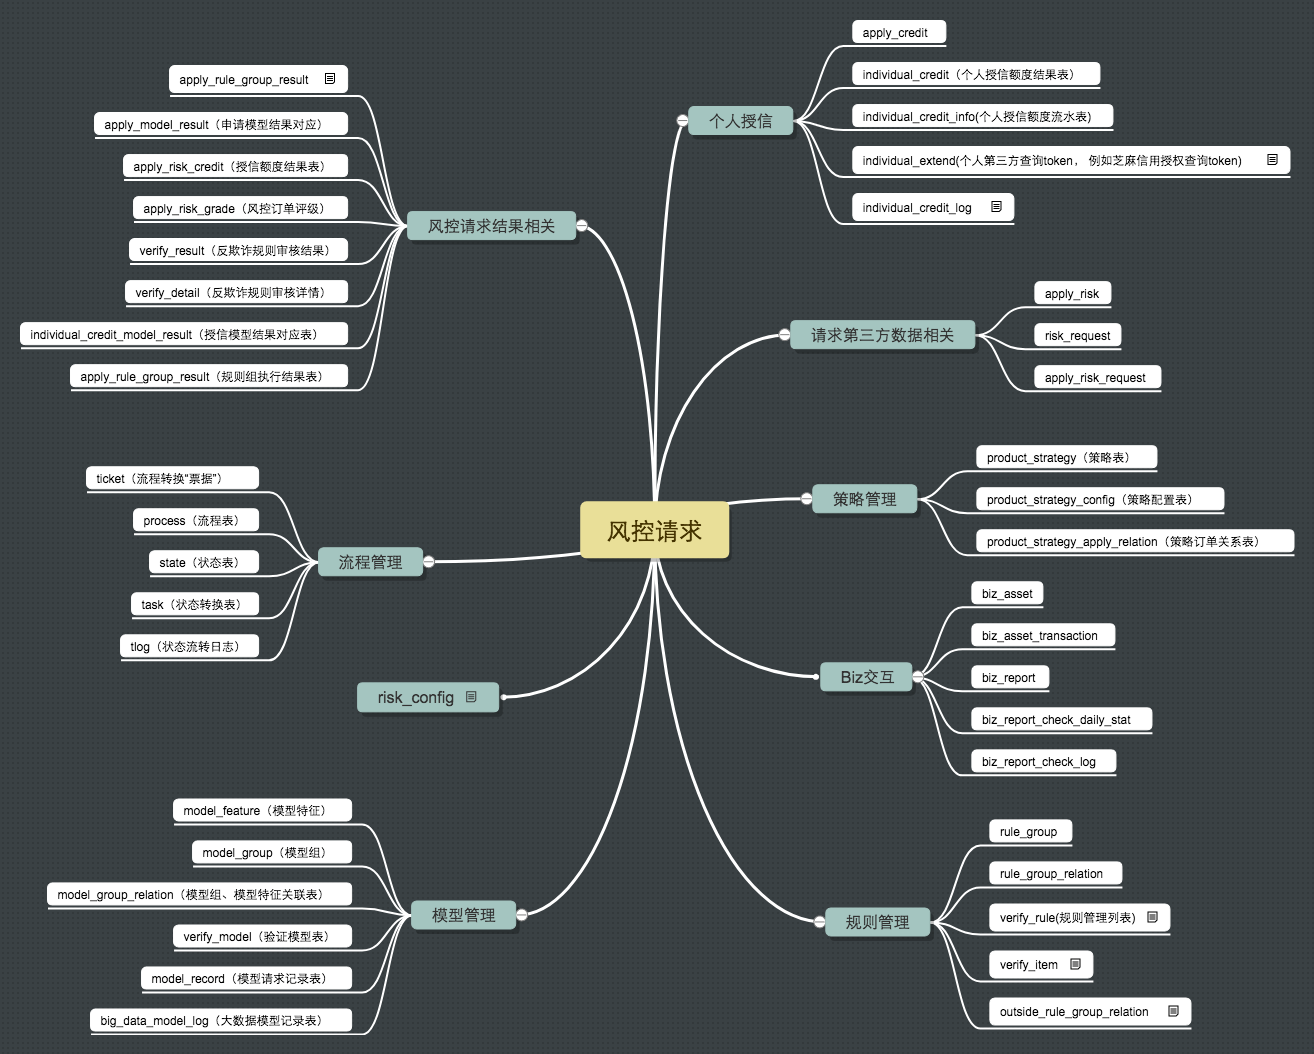 风控请求
个人授信
apply_credit
individual_credit（个人授信额度结果表）
individual_credit_info(个人授信额度流水表)
individual_extend(个人第三方查询token， 例如芝麻信用授权查询token)
individual_credit_log
请求第三方数据相关
apply_risk
risk_request
apply_risk_request
策略管理
product_strategy（策略表）
product_strategy_config（策略配置表）
product_strategy_apply_relation（策略订单关系表）
Biz交互
biz_asset
biz_asset_transaction
biz_report
biz_report_check_daily_stat
biz_report_check_log
规则管理
rule_group
rule_group_relation
verify_rule(规则管理列表)
verify_item
outside_rule_group_relation
风控请求结果相关
apply_rule_group_result
apply_model_result（申请模型结果对应）
apply_risk_credit（授信额度结果表）
apply_risk_grade（风控订单评级）
verify_result（反欺诈规则审核结果）
verify_detail（反欺诈规则审核详情）
individual_credit_model_result（授信模型结果对应表）
apply_rule_group_result（规则组执行结果表）
流程管理
ticket（流程转换“票据”）
process（流程表）
state（状态表）
task（状态转换表）
tlog（状态流转日志）
risk_config
模型管理
model_feature（模型特征）
model_group（模型组）
model_group_relation（模型组、模型特征关联表）
verify_model（验证模型表）
model_record（模型请求记录表）
big_data_model_log（大数据模型记录表）